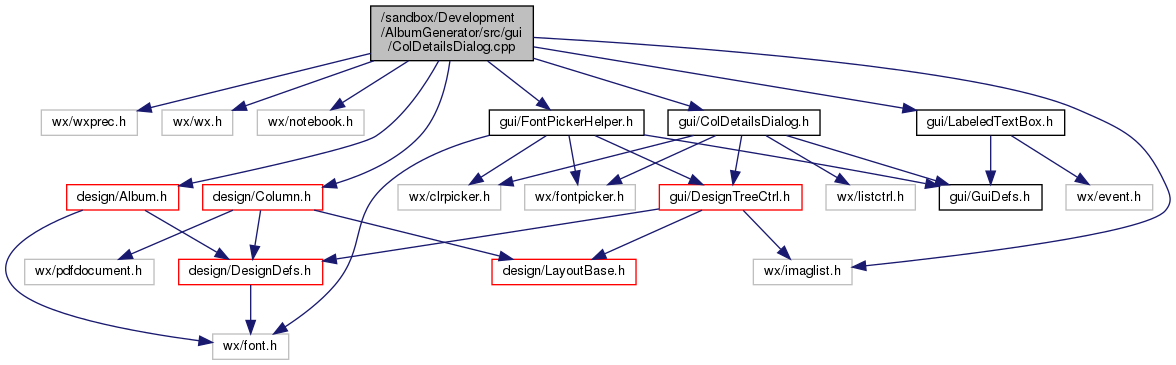 /sandbox/Development
/AlbumGenerator/src/gui
/ColDetailsDialog.cpp
wx/wxprec.h
wx/wx.h
wx/notebook.h
gui/FontPickerHelper.h
gui/ColDetailsDialog.h
gui/LabeledTextBox.h
design/Album.h
design/Column.h
wx/clrpicker.h
wx/fontpicker.h
gui/DesignTreeCtrl.h
wx/listctrl.h
gui/GuiDefs.h
wx/event.h
wx/pdfdocument.h
design/DesignDefs.h
design/LayoutBase.h
wx/imaglist.h
wx/font.h